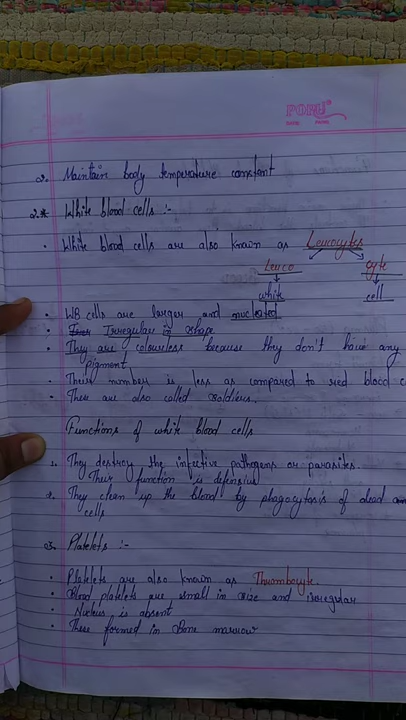 POPU
2. Maintain body temperature constant
2.* White blood cells :-
• White blood cells are also known as Leucocytes
Leuco cyte
white cell
• WB cells are larger and nucleated
• Irregular in shape
• They are colourless because they don't have any
pigment.
• Their number is less as compared to red blood c
• These are also called soldiers.
Functions of white blood cells
1. They destroy the infective pathogens or parasites.
Their function is defensive
2. They clean up the blood by phagocytosis of dead
cells
03. Platelets :-
• Platelets are also known as Thrombocyte.
• Blood platelets are small in size and irregular
• Nucleus is absent
• These formed in Bone marrow